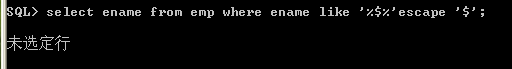 SQL> select ename from emp where ename like '%$%'escape '$';
未选定行